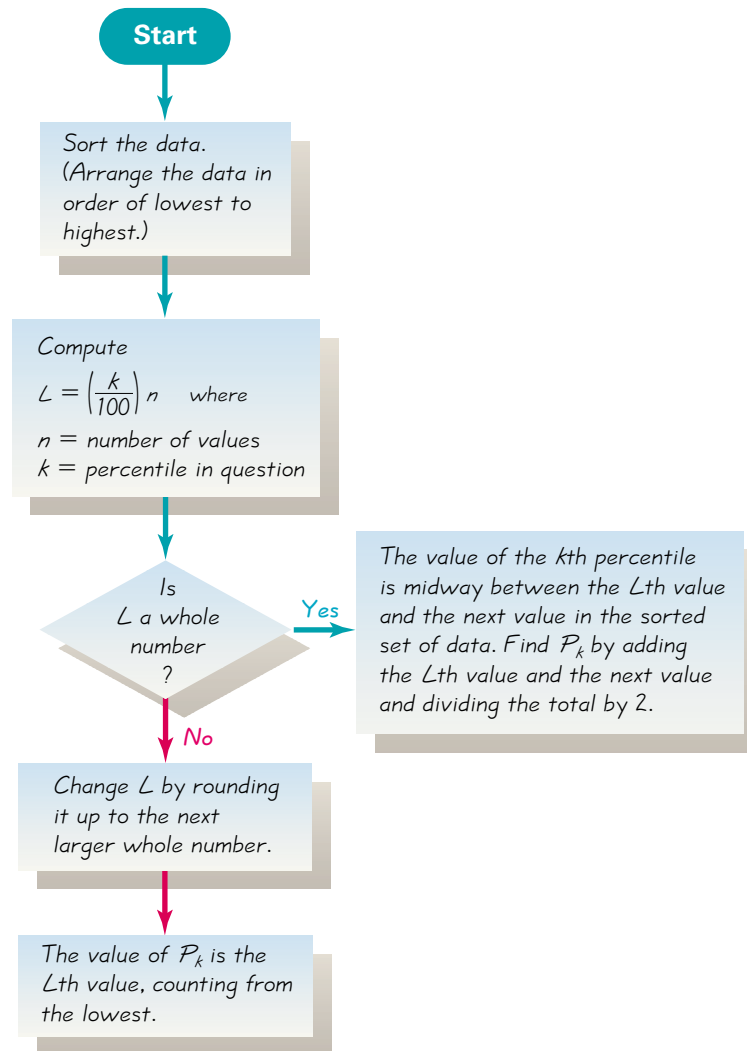 Start
Sort the data.
(Arrange the data in
order of lowest to
highest.)
Compute
L = (k/100) n where
n = number of values
k = percentile in question
Is
L a whole
number
?
Yes
The value of the kth percentile
is midway between the Lth value
and the next value in the sorted
set of data. Find Pₖ by adding
the Lth value and the next value
and dividing the total by 2.
No
Change L by rounding
it up to the next
larger whole number.
The value of Pₖ is the
Lth value, counting from
the lowest.